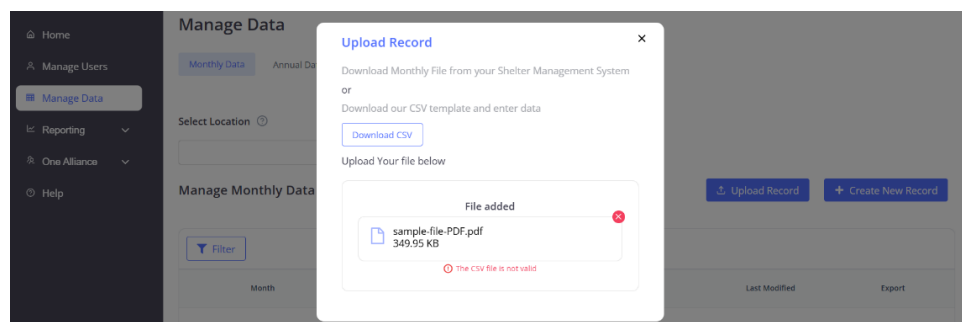 Home
Manage Users
Manage Data
Reporting
One Alliance
Help
Manage Data
Monthly Data
Annual Da
Select Location
Manage Monthly Data
Upload Record
Create New Record
Filter
Month
Last Modified
Export
Upload Record
Download Monthly File from your Shelter Management System
or
Download our CSV template and enter data
Download CSV
Upload Your file below
File added
sample-file-PDF.pdf
349.95 KB
The CSV file is not valid